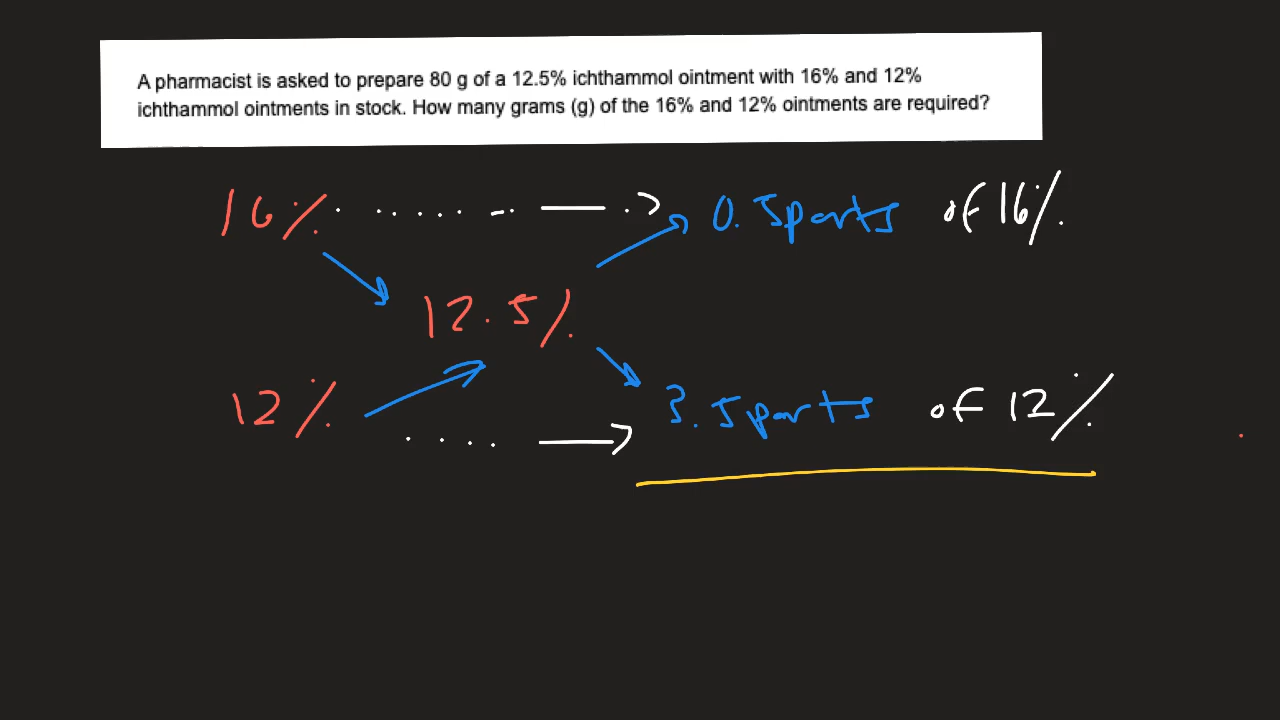 A pharmacist is asked to prepare 80 g of a 12.5% ichthammol ointment with 16% and 12%
ichthammol ointments in stock. How many grams (g) of the 16% and 12% ointments are required?
16% 0.5parts of 16%
12.5%
12% 3.5parts of 12%